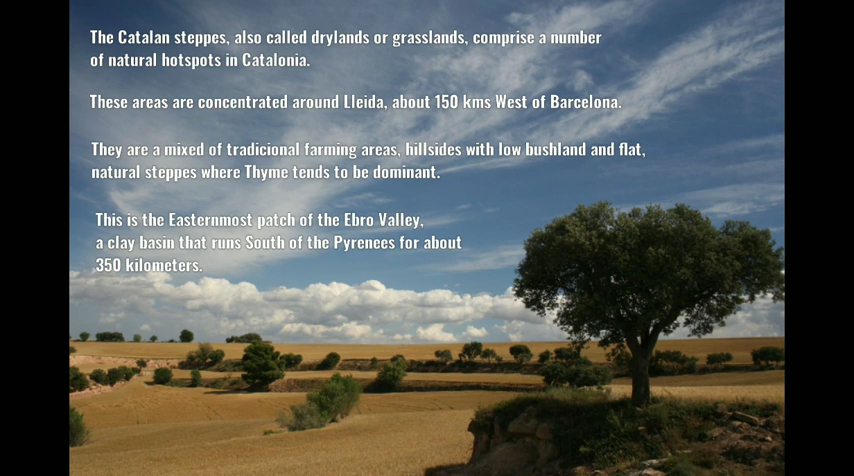 The Catalan steppes, also called drylands or grasslands, comprise a number
of natural hotspots in Catalonia.
These areas are concentrated around Lleida, about 150 kms West of Barcelona.
They are a mixed of tradicional farming areas, hillsides with low bushland and flat,
natural steppes where Thyme tends to be dominant.
This is the Easternmost patch of the Ebro Valley,
a clay basin that runs South of the Pyrenees for about
350 kilometers.